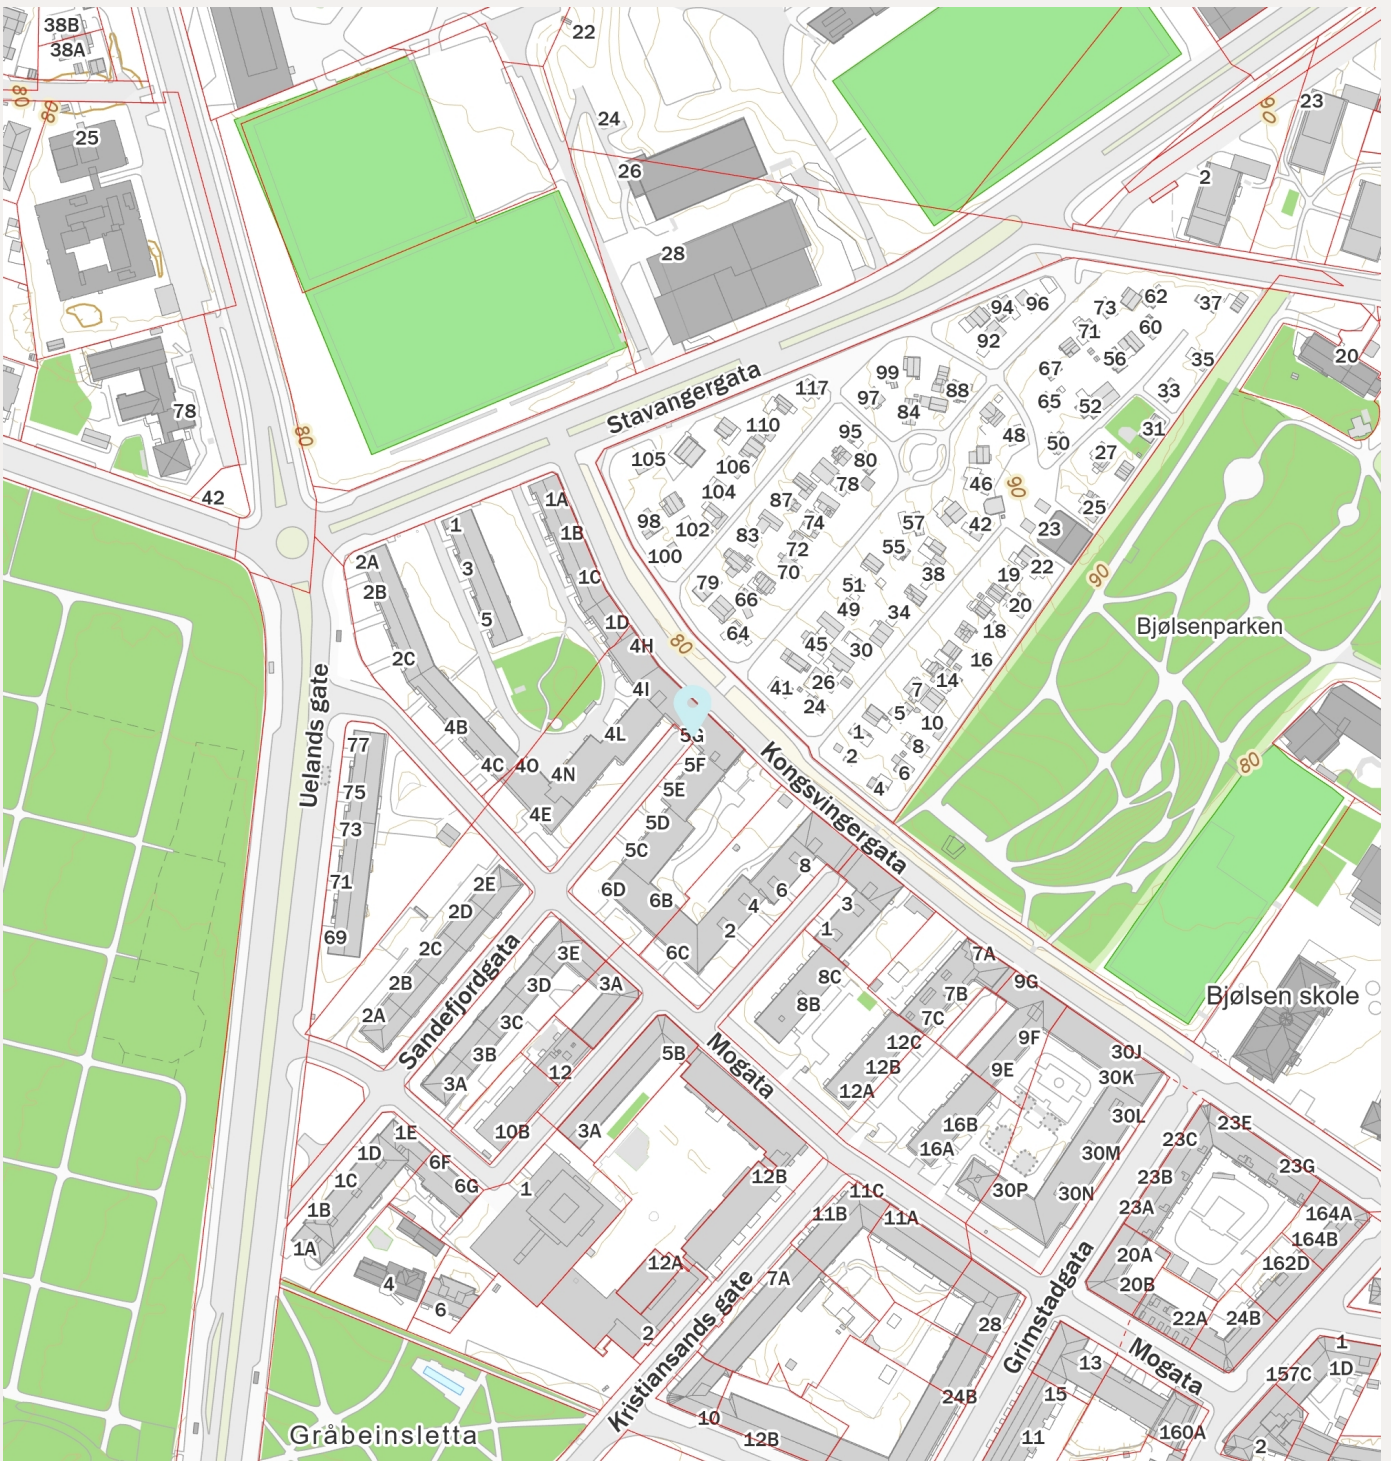 38B
38A
80
80
25
22
24
26
28
90
23
2
78
42
80
Stavangergata
117
110
105
106
104
98
102
100
94
96
92
99
97
84
88
95
80
78
87
83
74
72
70
79
66
64
73
62
37
71
60
67
56
35
65
52
33
50
31
27
48
46
90
25
23
42
57
55
38
51
49
34
45
30
41
26
24
22
19
20
18
16
14
7
5
10
1
8
2
6
4
20
90
Bjølsenparken
80
1A
1B
1C
1D
4H
4I
4L
80
1
3
5
2A
2B
2C
4B
4C
4O
4N
4E
Uelands gate
77
75
73
71
69
5G
5F
5E
5D
5C
6D
6B
6C
Kongsvingergata
8
6
4
2
3
1
2E
2D
2C
2B
2A
Sandefjordgata
3E
3D
3A
3C
3B
3A
12
10B
Mogata
8C
8B
7A
7B
7C
12C
12B
12A
9G
9F
9E
16B
16A
30J
30K
30L
30M
30N
30P
Bjølsen skole
5B
3A
1E
1D
1C
1B
1A
6F
6G
1
4
6
12B
12A
2
Kristiansands gate
11C
11B
11A
7A
28
24B
10
12B
Grimstadgata
23E
23C
23B
23G
23A
164A
164B
162D
20A
20B
22A
24B
Mogata
13
15
11
160A
157C
1
1D
2
Gråbeinsletta